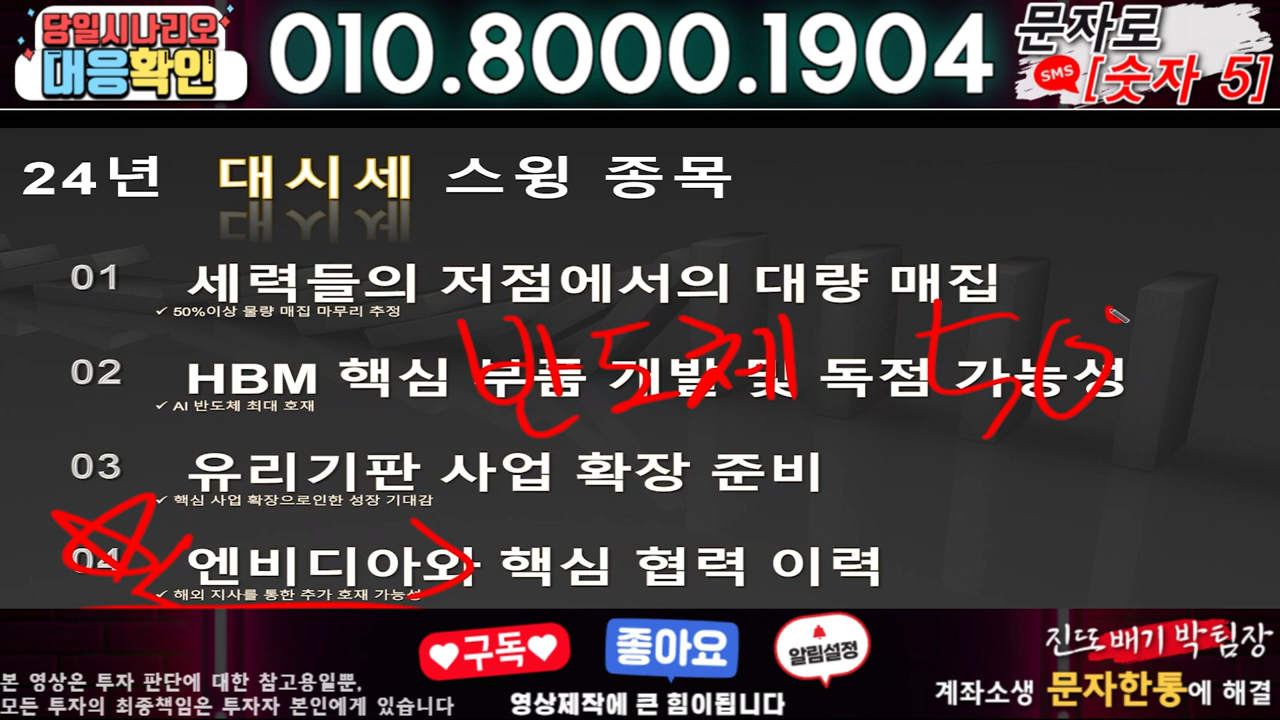 당일시나리오
대응확인
010.8000.1904
문자로
SMS
[숫자 5]
24년 대시세 스윙 종목
01 세력들의 저점에서의 대량 매집
✓ 50%이상 물량 매집 마무리 추정
02 HBM 핵심 부품 개발 및 독점 가능성
반도체
✓ AI 반도체 최대 호재
03 유리기판 사업 확장 준비
✓ 핵심 사업 확장으로인한 성장 기대감
04 엔비디아와 핵심 협력 이력
✓ 해외 지사를 통한 추가 호재 가능성
구독
좋아요
알림설정
영상제작에 큰 힘이됩니다
본 영상은 투자 판단에 대한 참고용일뿐,
모든 투자의 최종책임은 투자자 본인에게 있습니다
진또배기 박팀장
계좌소생 문자한통에 해결